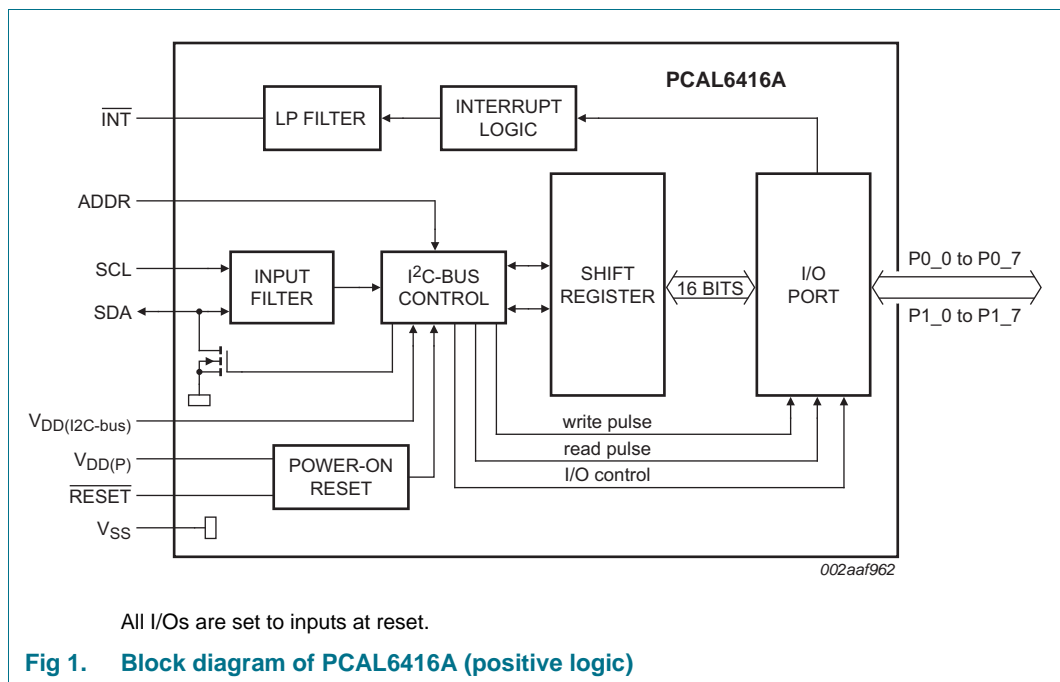 PCAL6416A
INT
LP FILTER
INTERRUPT
LOGIC
ADDR
SCL
SDA
INPUT
FILTER
I²C-BUS
CONTROL
SHIFT
REGISTER
16 BITS
I/O
PORT
P0_0 to P0_7
P1_0 to P1_7
VDD(I2C-bus)
write pulse
VDD(P)
read pulse
RESET
POWER-ON
RESET
I/O control
VSS
002aaf962
All I/Os are set to inputs at reset.
Fig 1. Block diagram of PCAL6416A (positive logic)